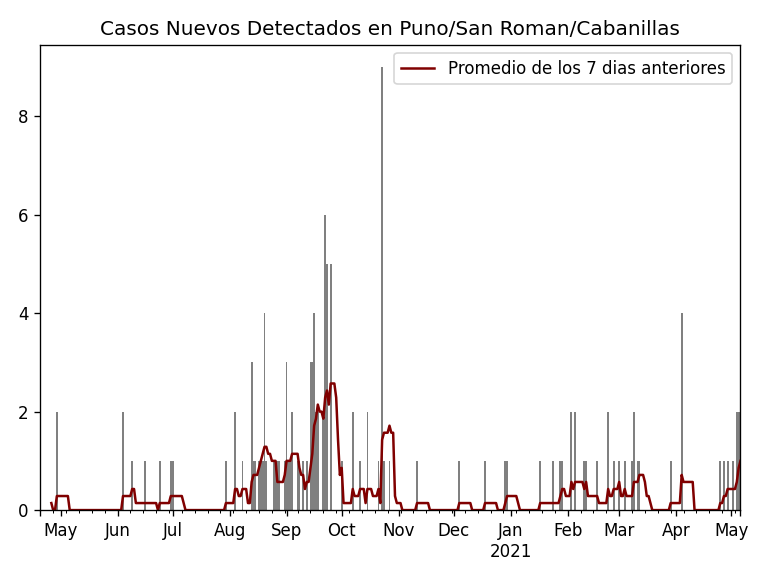 Casos Nuevos Detectados en Puno/San Roman/Cabanillas
Promedio de los 7 dias anteriores
8
6
4
2
0
May Jun Jul Aug Sep Oct Nov Dec Jan Feb Mar Apr May
2021